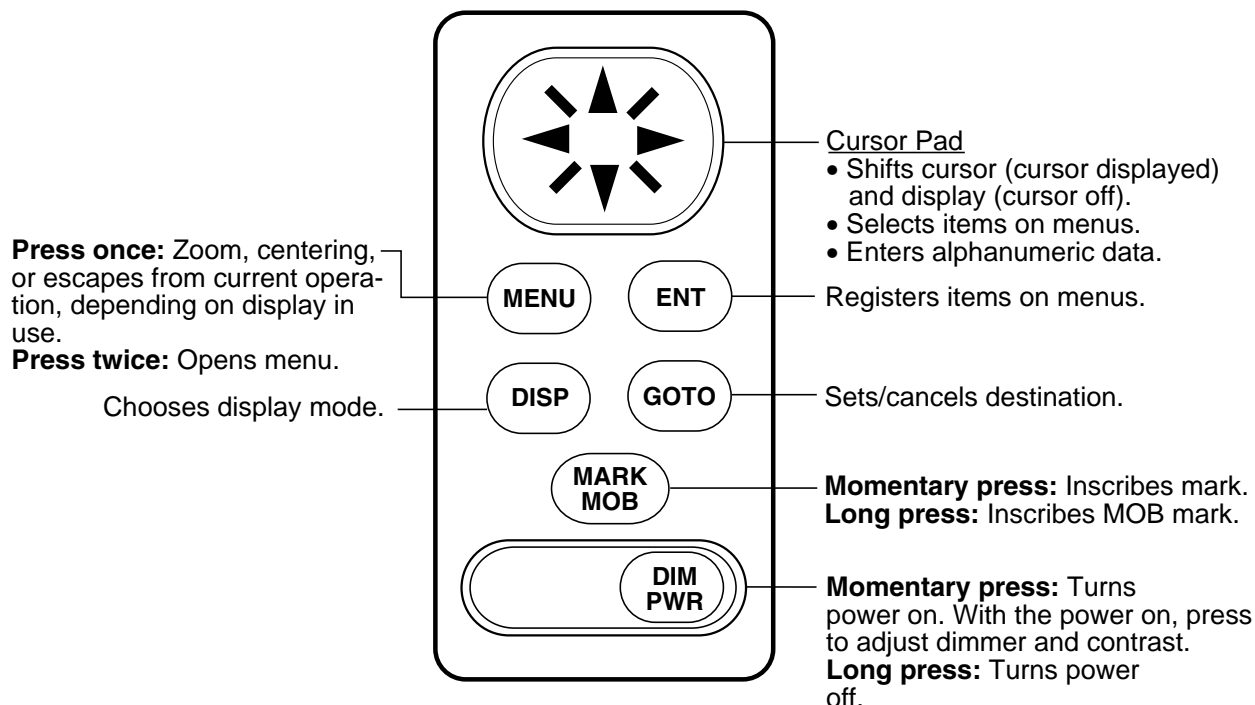 Cursor Pad
• Shifts cursor (cursor displayed)
and display (cursor off).
• Selects items on menus.
• Enters alphanumeric data.
Press once: Zoom, centering,
or escapes from current opera-
tion, depending on display in
use.
Press twice: Opens menu.
MENU
ENT
Registers items on menus.
Chooses display mode.
DISP
GOTO
Sets/cancels destination.
MARK
MOB
Momentary press: Inscribes mark.
Long press: Inscribes MOB mark.
DIM
PWR
Momentary press: Turns
power on. With the power on, press
to adjust dimmer and contrast.
Long press: Turns power
off.